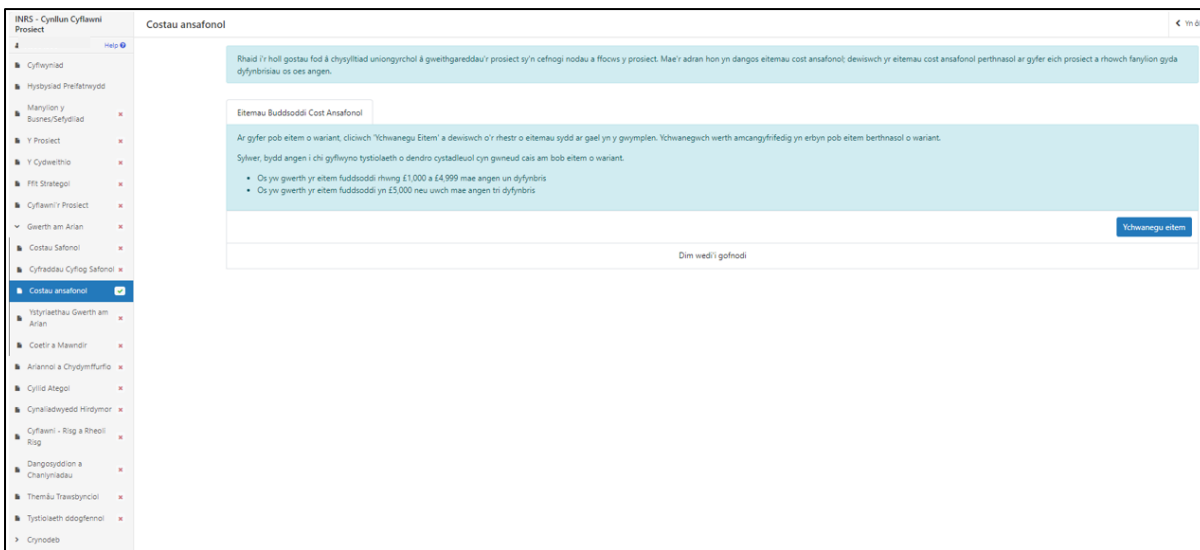 INRS - Cynllun Cyflawni
Prosiect
Help
Cyflwyniad
Hysbysiad Preifatrwydd
Manylion y
Busnes/Sefydliad
Y Prosiect
Y Cydweithio
Ffit Strategol
Cyflawni'r Prosiect
Gwerth am Arian
Costau Safonol
Cyfraddau Cyflog Safonol
Costau ansafonol
Ystyriaethau Gwerth am
Arian
Coetir a Mawndir
Ariannol a Chydymffurfio
Cyllid Ategol
Cynaliadwyedd Hirdymor
Cyflawni - Risg a Rheoli
Risg
Dangosyddion a
Chanlyniadau
Themâu Trawsbynciol
Tystiolaeth ddogfennol
Crynodeb
Costau ansafonol
Yn ôl
Rhaid i'r holl gostau fod â chysylltiad uniongyrchol â gweithgareddau'r prosiect sy'n cefnogi nodau a ffocws y prosiect. Mae'r adran hon yn dangos eitemau cost ansafonol; dewiswch yr eitemau cost ansafonol perthnasol ar gyfer eich prosiect a rhowch fanylion gyda
dyfynbrisiau os oes angen.
Eitemau Buddsoddi Cost Ansafonol
Ar gyfer pob eitem o wariant, cliciwch 'Ychwanegu Eitem' a dewiswch o'r rhestr o eitemau sydd ar gael yn y gwymplen. Ychwanegwch werth amcangyfrifedig yn erbyn pob eitem berthnasol o wariant.
Sylwer, bydd angen i chi gyflwyno tystiolaeth o dendro cystadleuol cyn gwneud cais am bob eitem o wariant.
• Os yw gwerth yr eitem fuddsoddi rhwng £1,000 a £4,999 mae angen un dyfynbris
• Os yw gwerth yr eitem fuddsoddi yn £5,000 neu uwch mae angen tri dyfynbris
Ychwanegu eitem
Dim wedi'i gofnodi